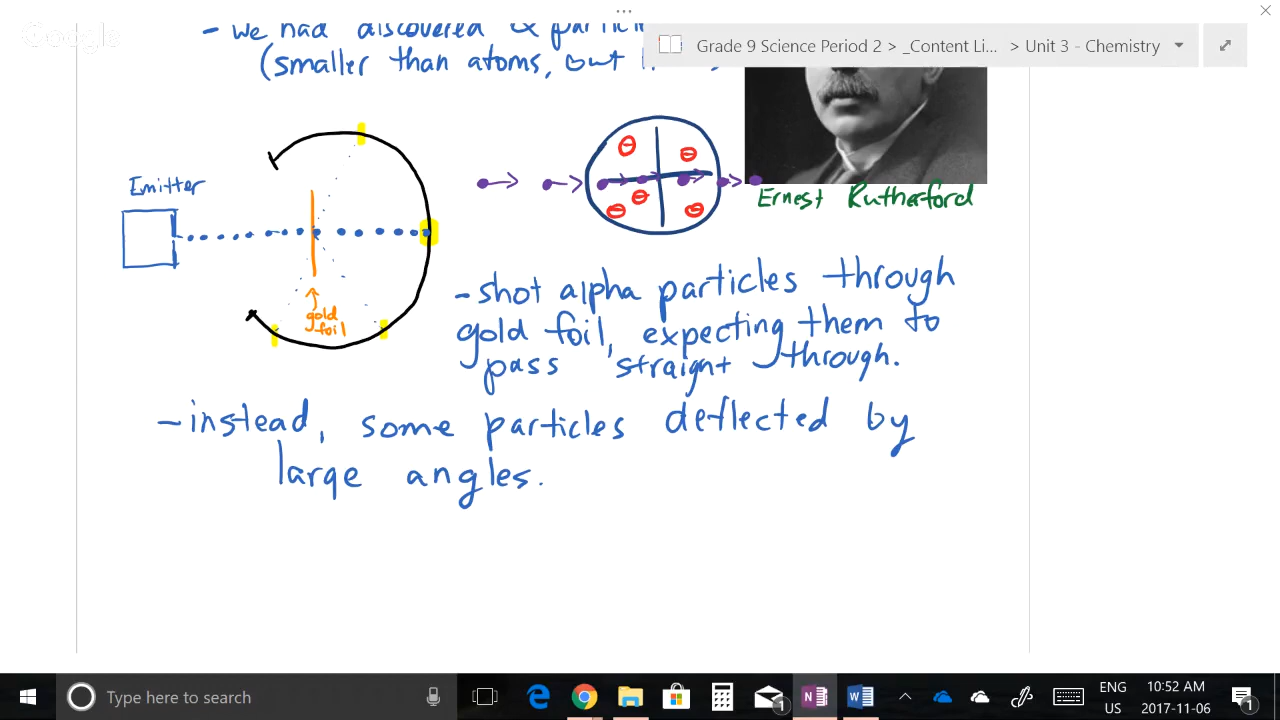 Google
- we had discovered α partic
(smaller than atoms, but
Grade 9 Science Period 2 > _Content Li... > Unit 3 - Chemistry
Emitter
gold
foil
Ernest Rutherford
- shot alpha particles through
gold foil, expecting them to
pass straight through.
- instead, some particles deflected by
large angles.
Type here to search
ENG
US
10:52 AM
2017-11-06